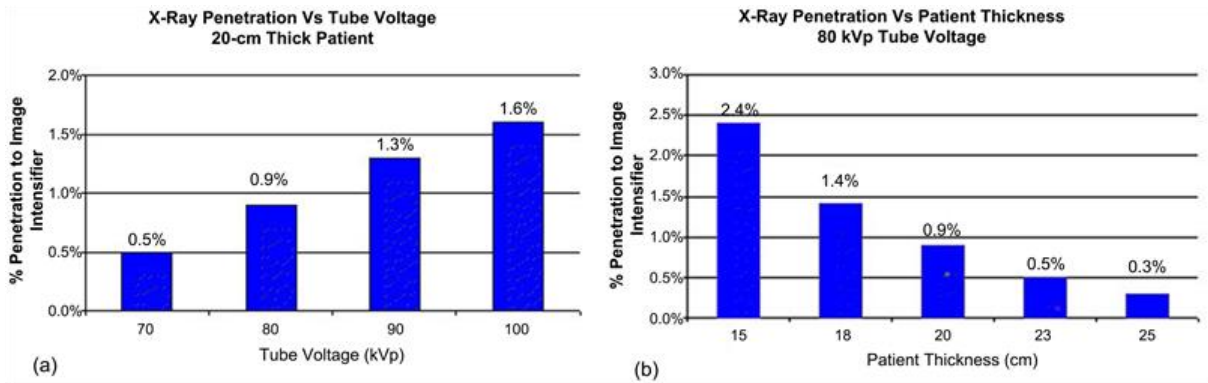 X-Ray Penetration Vs Tube Voltage
20-cm Thick Patient
% Penetration to Image
Intensifier
2.0%
1.5%
1.0%
0.5%
0.0%
0.5%
0.9%
1.3%
1.6%
70
80
90
100
Tube Voltage (kVp)
(a)
X-Ray Penetration Vs Patient Thickness
80 kVp Tube Voltage
% Penetration to Image
Intensifier
3.0%
2.5%
2.0%
1.5%
1.0%
0.5%
0.0%
2.4%
1.4%
0.9%
0.5%
0.3%
15
18
20
23
25
Patient Thickness (cm)
(b)